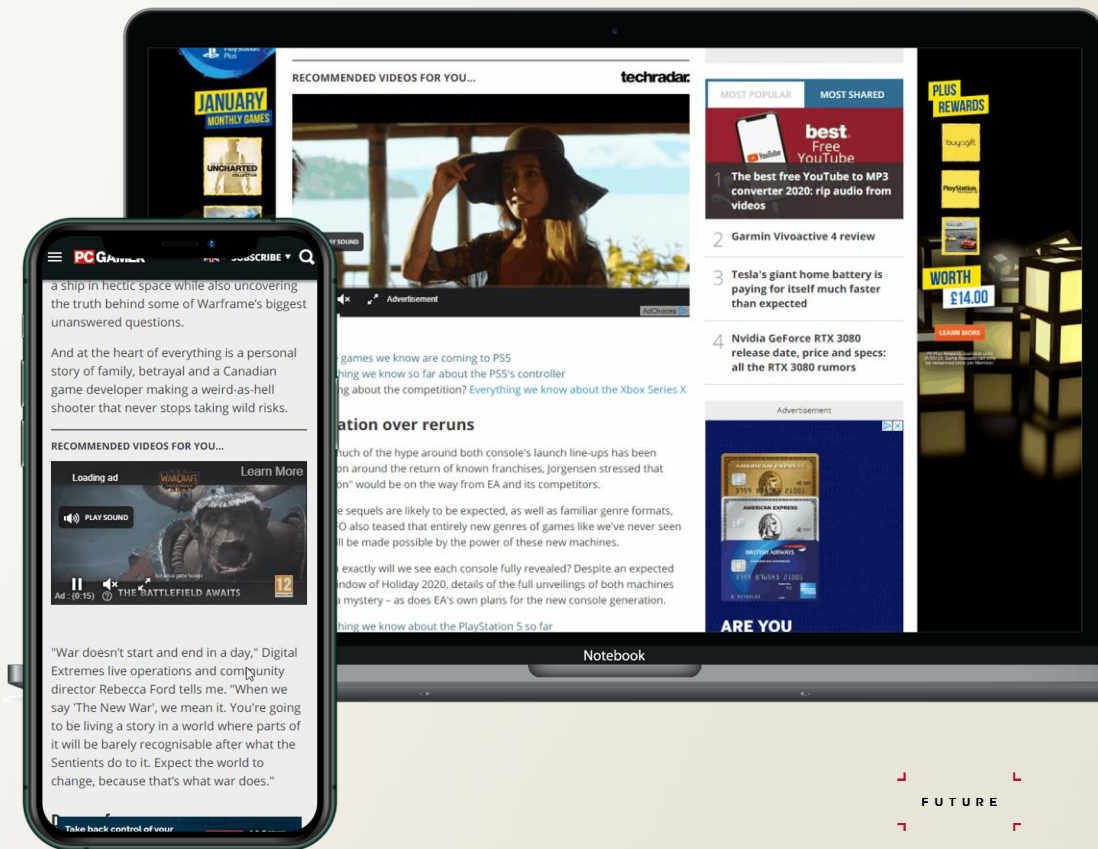 PlayStation
Plus
JANUARY
MONTHLY GAMES
UNCHARTED
COLLECTION
RECOMMENDED VIDEOS FOR YOU...
techradar.
Y SOUND
Advertisement
AdChoices
games we know are coming to PS5
hing we know so far about the PS5's controller
ng about the competition? Everything we know about the Xbox Series X
ation over reruns
uch of the hype around both console's launch line-ups has been
on around the return of known franchises, Jorgensen stressed that
on" would be on the way from EA and its competitors.
e sequels are likely to be expected, as well as familiar genre formats,
FO also teased that entirely new genres of games like we've never seen
ill be made possible by the power of these new machines.
exactly will we see each console fully revealed? Despite an expected
indow of Holiday 2020, details of the full unveilings of both machines
a mystery – as does EA's own plans for the new console generation.
hing we know about the PlayStation 5 so far
MOST POPULAR
MOST SHARED
best
Free
YouTube
YouTube
1 The best free YouTube to MP3
converter 2020: rip audio from
videos
2 Garmin Vivoactive 4 review
3 Tesla's giant home battery is
paying for itself much faster
than expected
4 Nvidia GeForce RTX 3080
release date, price and specs:
all the RTX 3080 rumors
Advertisement
AMERICAN EXPRESS
AMERICAN EXPRESS
BRITISH AIRWAYS
ARE YOU
PLUS
REWARDS
buyagift
PlayStation
WORTH
£14.00
LEARN MORE
Notebook
PC GAMER
SUBSCRIBE
a ship in hectic space while also uncovering
the truth behind some of Warframe's biggest
unanswered questions.
And at the heart of everything is a personal
story of family, betrayal and a Canadian
game developer making a weird-as-hell
shooter that never stops taking wild risks.
RECOMMENDED VIDEOS FOR YOU...
Loading ad
WARCRAFT
Learn More
PLAY SOUND
Ad : (0:15)
THE BATTLEFIELD AWAITS
12
"War doesn't start and end in a day," Digital
Extremes live operations and community
director Rebecca Ford tells me. "When we
say 'The New War', we mean it. You're going
to be living a story in a world where parts of
it will be barely recognisable after what the
Sentients do to it. Expect the world to
change, because that's what war does."
Take back control of your
FUTURE